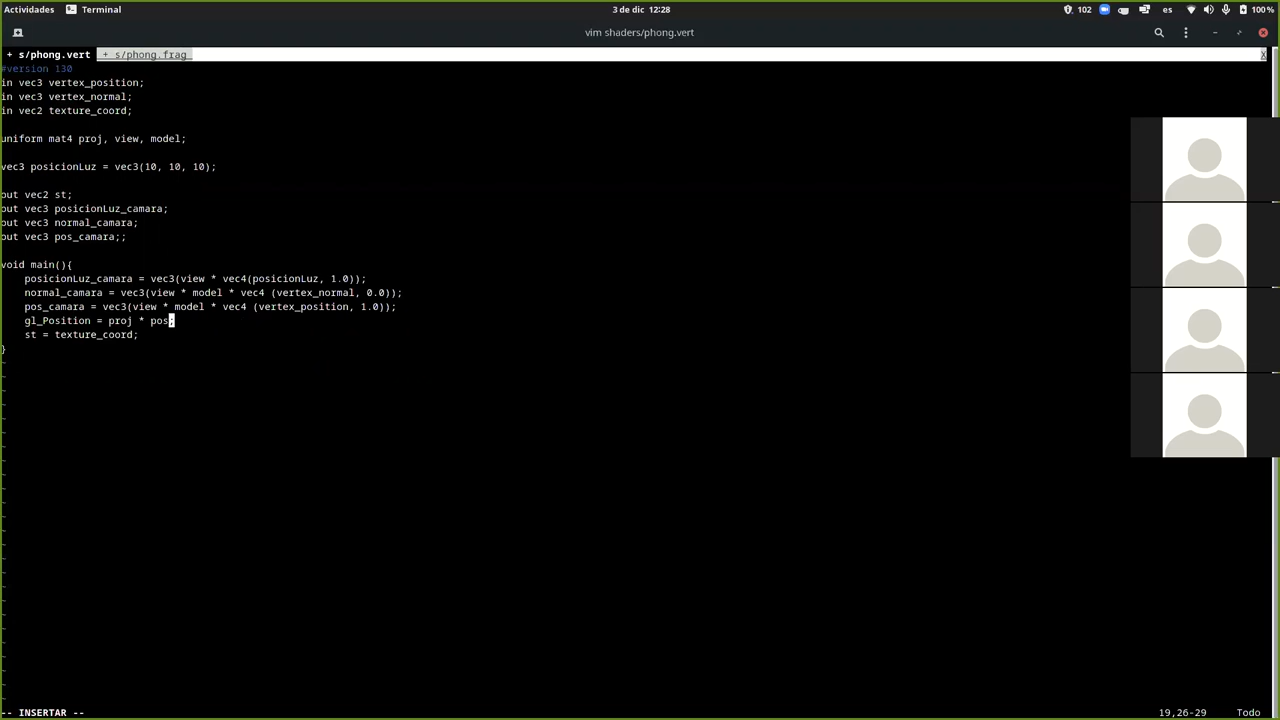 Actividades Terminal 3 de dic 12:28 102 es 100 %
vim shaders/phong.vert
+ s/phong.vert + s/phong.frag X
#version 130
in vec3 vertex_position;
in vec3 vertex_normal;
in vec2 texture_coord;
uniform mat4 proj, view, model;
vec3 posicionLuz = vec3(10, 10, 10);
out vec2 st;
out vec3 posicionLuz_camara;
out vec3 normal_camara;
out vec3 pos_camara;;
void main(){
posicionLuz_camara = vec3(view * vec4(posicionLuz, 1.0));
normal_camara = vec3(view * model * vec4 (vertex_normal, 0.0));
pos_camara = vec3(view * model * vec4 (vertex_position, 1.0));
gl_Position = proj * pos;
st = texture_coord;
}
-- INSERTAR -- 19,26-29 Todo